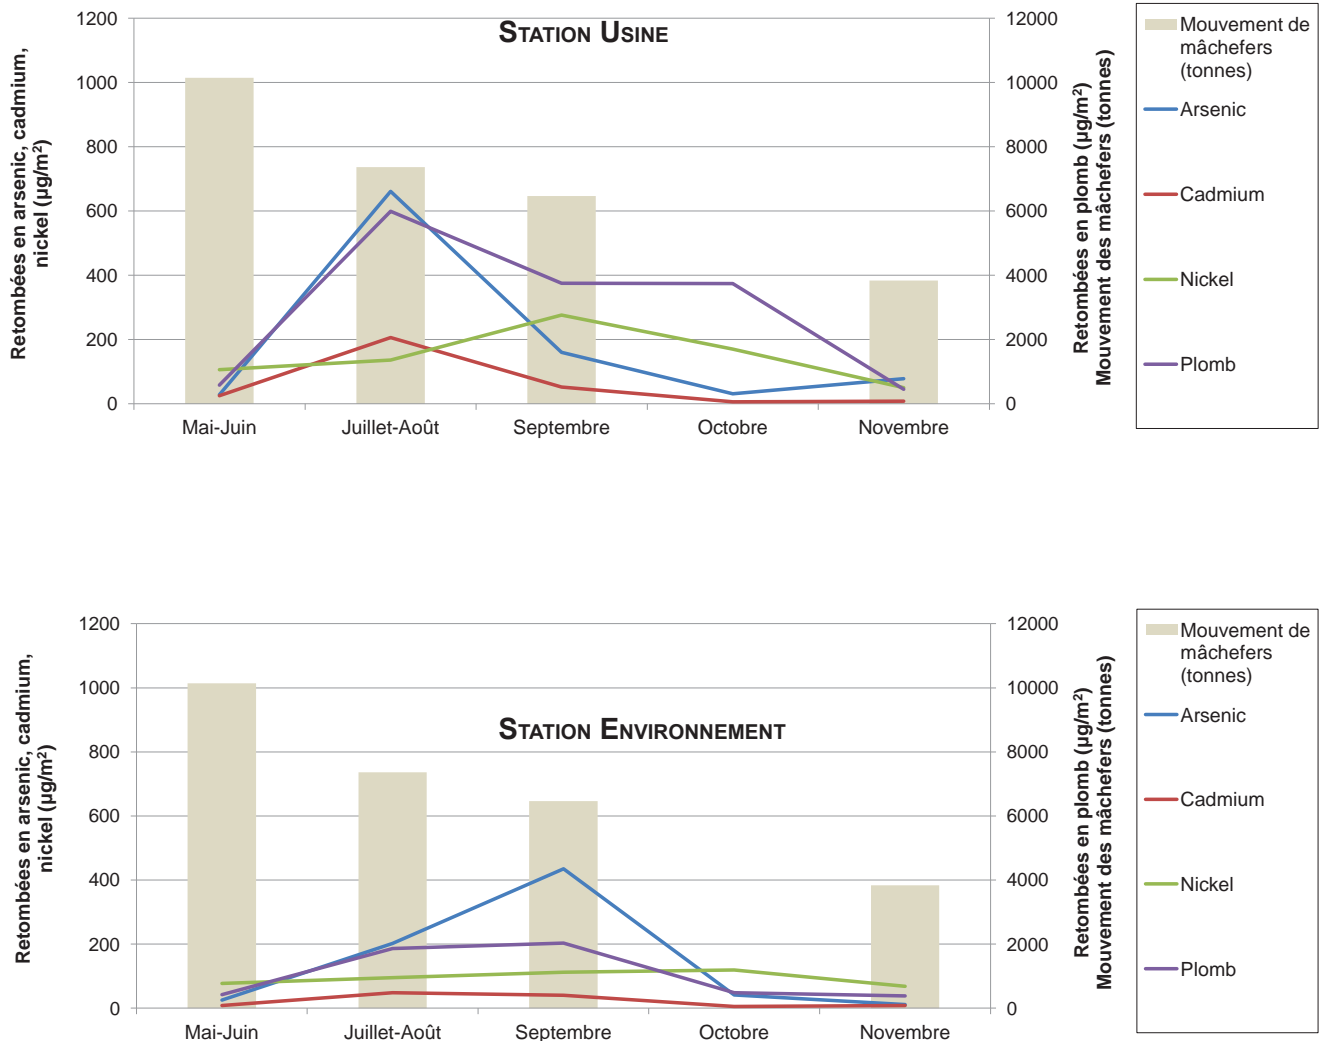 STATION USINE
Retombées en arsenic, cadmium,
nickel (µg/m²)
1200
1000
800
600
400
200
0
12000
10000
8000
6000
4000
2000
0
Retombées en plomb (µg/m²)
Mouvement des mâchefers (tonnes)
Mai-Juin
Juillet-Août
Septembre
Octobre
Novembre
Mouvement de
mâchefers
(tonnes)
Arsenic
Cadmium
Nickel
Plomb
STATION ENVIRONNEMENT
Retombées en arsenic, cadmium,
nickel (µg/m²)
1200
1000
800
600
400
200
0
12000
10000
8000
6000
4000
2000
0
Retombées en plomb (µg/m²)
Mouvement des mâchefers (tonnes)
Mai-Juin
Juillet-Août
Septembre
Octobre
Novembre
Mouvement de
mâchefers
(tonnes)
Arsenic
Cadmium
Nickel
Plomb